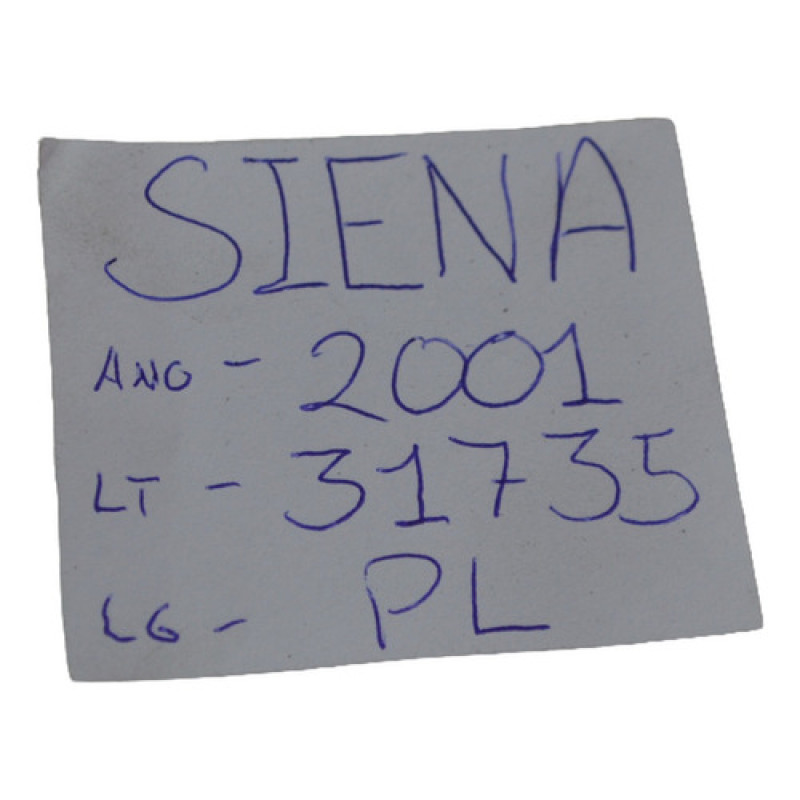 SIENA
ANO - 2001
LT - 31735
LG - PL